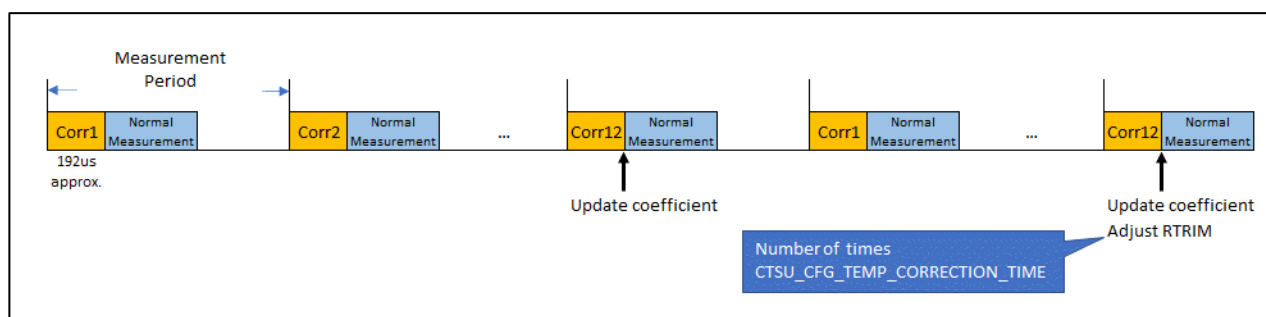 Measurement
Period
Corr1
Normal
Measurement
Corr2
Normal
Measurement
...
Corr12
Normal
Measurement
Corr1
Normal
Measurement
...
Corr12
Normal
Measurement
192us
approx.
Update coefficient
Update coefficient
Adjust RTRIM
Number of times
CTSU_CFG_TEMP_CORRECTION_TIME